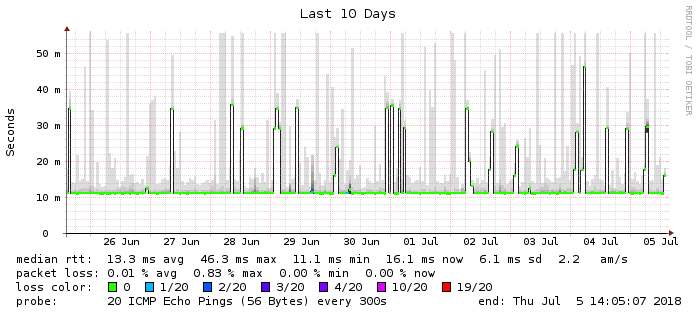 Last 10 Days
RRDTOOL / TOBI OETIKER
Seconds
50 m
40 m
30 m
20 m
10 m
0
26 Jun 27 Jun 28 Jun 29 Jun 30 Jun 01 Jul 02 Jul 03 Jul 04 Jul 05 Jul
median rtt: 13.3 ms avg 46.3 ms max 11.1 ms min 16.1 ms now 6.1 ms sd 2.2 am/s
packet loss: 0.01 % avg 0.83 % max 0.00 % min 0.00 % now
loss color: 0 1/20 2/20 3/20 4/20 10/20 19/20
probe: 20 ICMP Echo Pings (56 Bytes) every 300s end: Thu Jul 5 14:05:07 2018